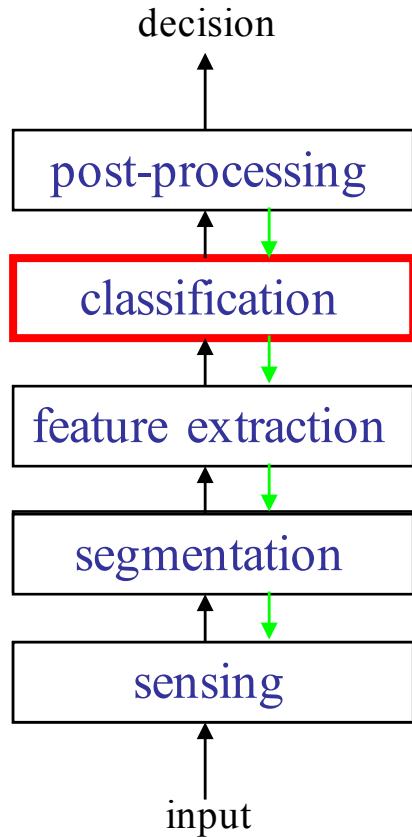 decision
post-processing
classification
feature extraction
segmentation
sensing
input